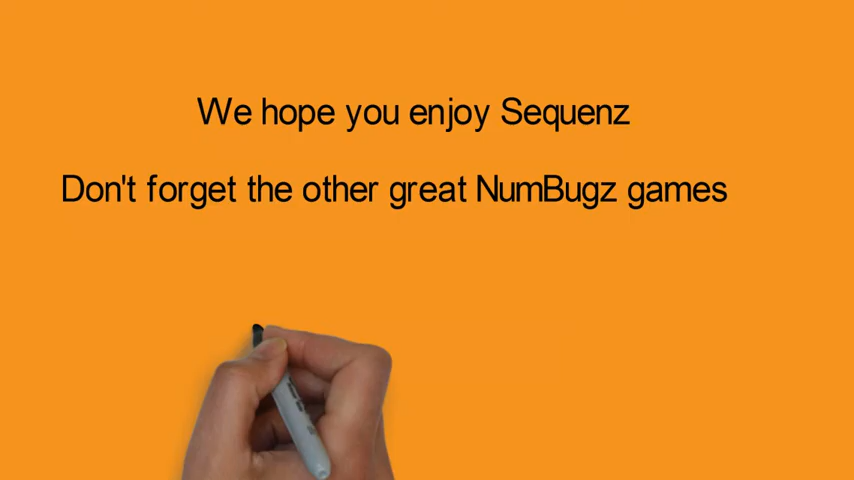 We hope you enjoy Sequenz
Don't forget the other great NumBugz games